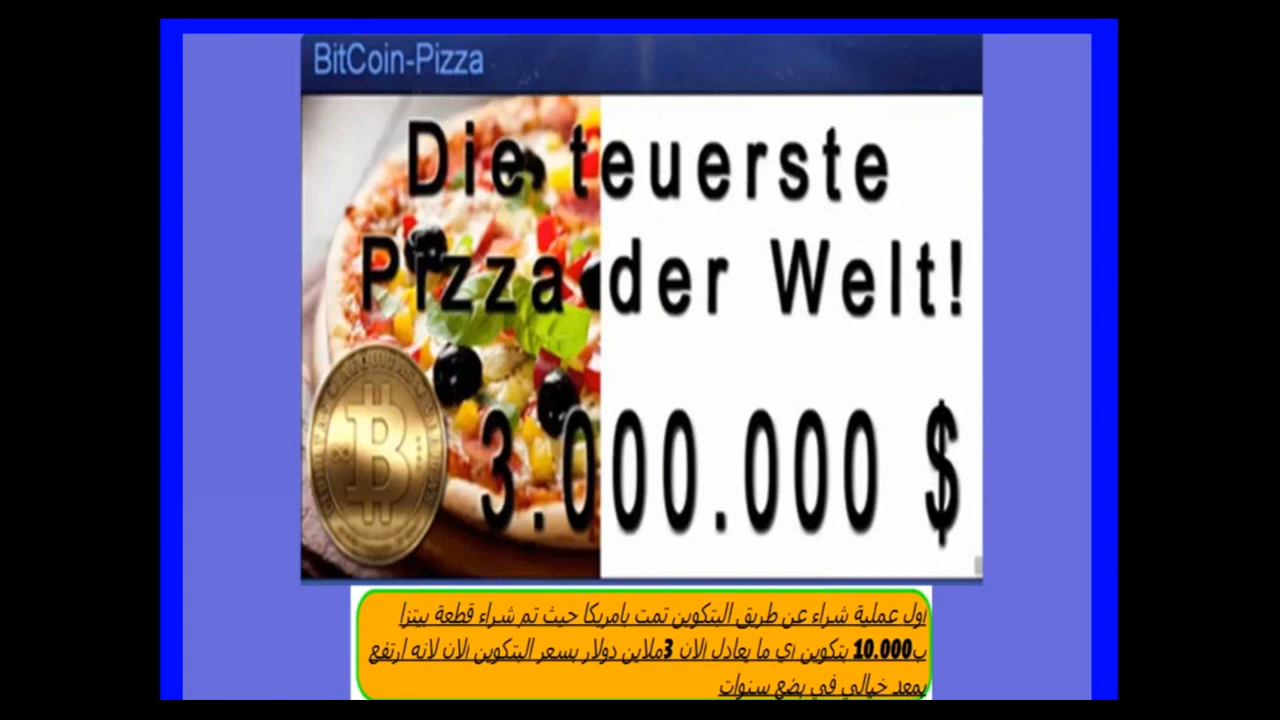 BitCoin-Pizza
Die teuerste
Pizza der Welt!
3.000.000 $
اول عملية شراء عن طريق البتكوين تمت بامريكا حيث تم شراء قطعة بيتزا
ب10.000 بتكوين اي ما يعادل الان 3ملاين دولار بسعر البتكوين الان لانه ارتفع
بمعد خيالي في بضع سنوات